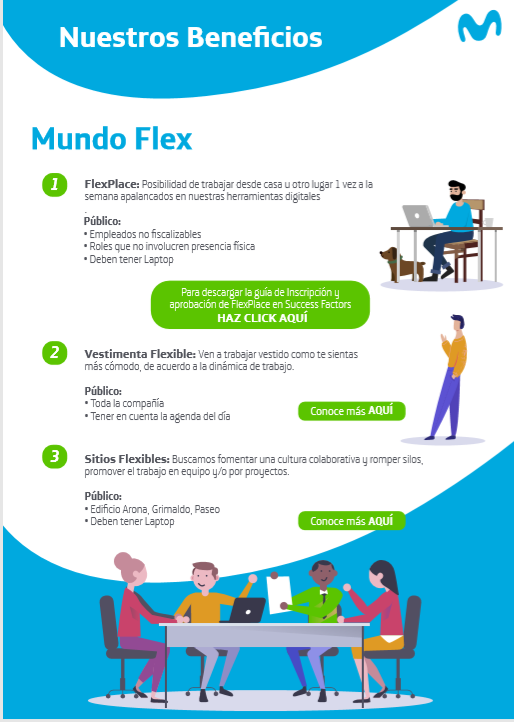 Nuestros Beneficios
Mundo Flex
1
FlexPlace: Posibilidad de trabajar desde casa u otro lugar 1 vez a la
semana apalancados en nuestras herramientas digitales
.
Público:
• Empleados no fiscalizables
• Roles que no involucren presencia física
• Deben tener Laptop
Para descargar la guía de Inscripción y
aprobación de FlexPlace en Success Factors
HAZ CLICK AQUÍ
2
Vestimenta Flexible: Ven a trabajar vestido como te sientas
más cómodo, de acuerdo a la dinámica de trabajo.
Público:
• Toda la compañía
• Tener en cuenta la agenda del día
Conoce más AQUÍ
3
Sitios Flexibles: Buscamos fomentar una cultura colaborativa y romper silos,
promover el trabajo en equipo y/o por proyectos.
Público:
• Edificio Arona, Grimaldo, Paseo
• Deben tener Laptop
Conoce más AQUÍ